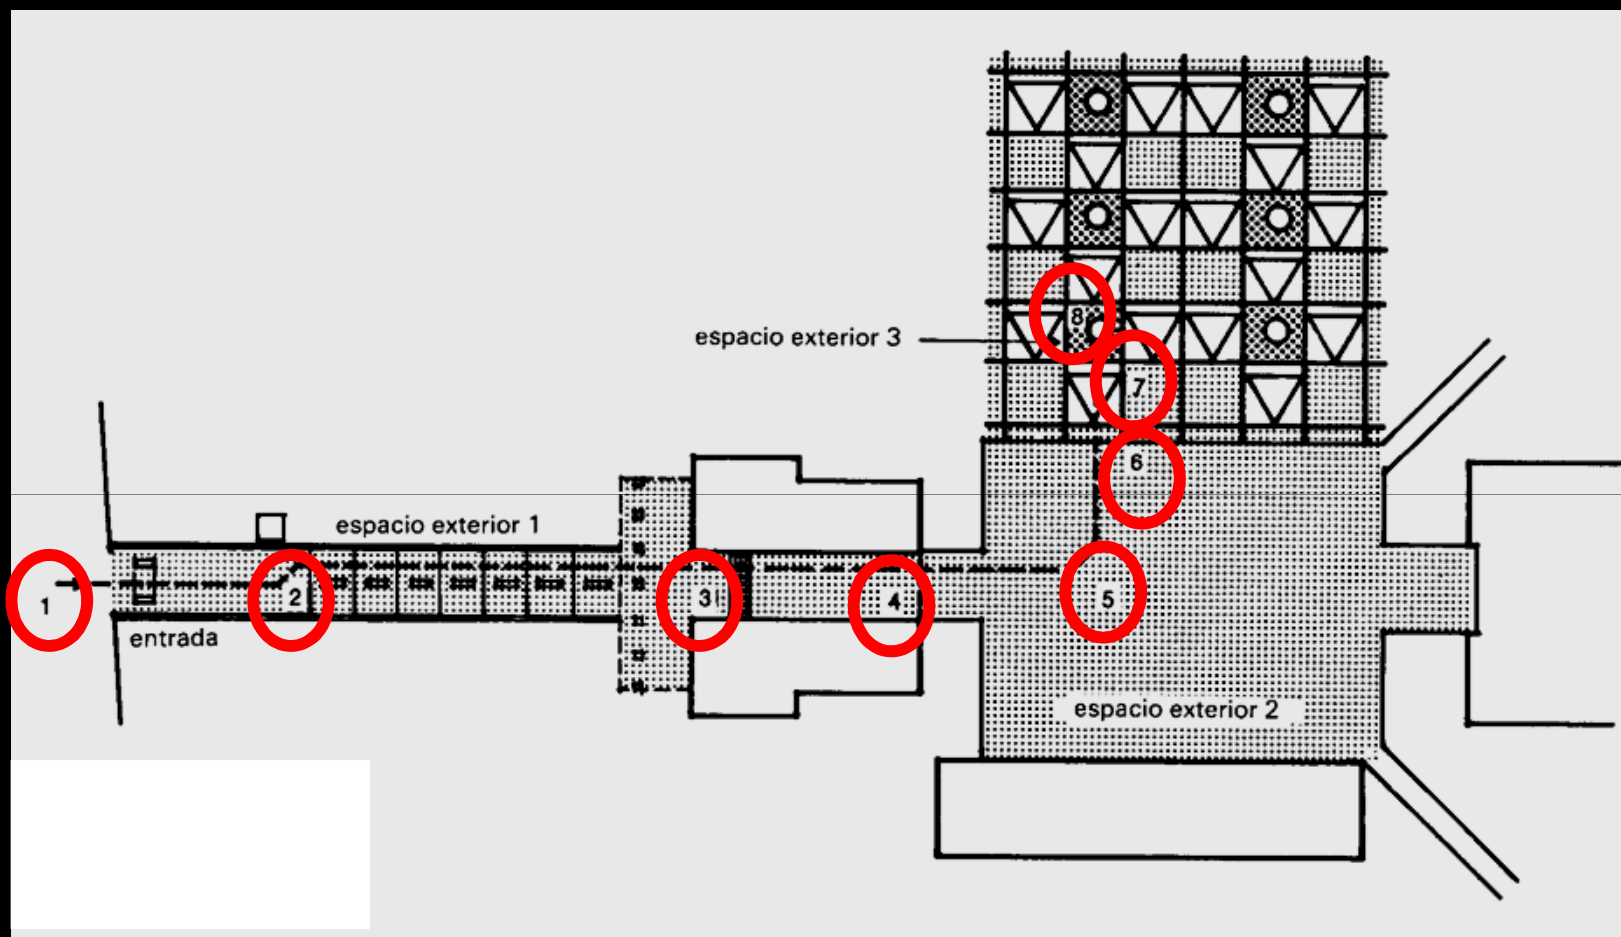 8
espacio exterior 3
7
6
espacio exterior 1
1
2
3
4
5
entrada
espacio exterior 2